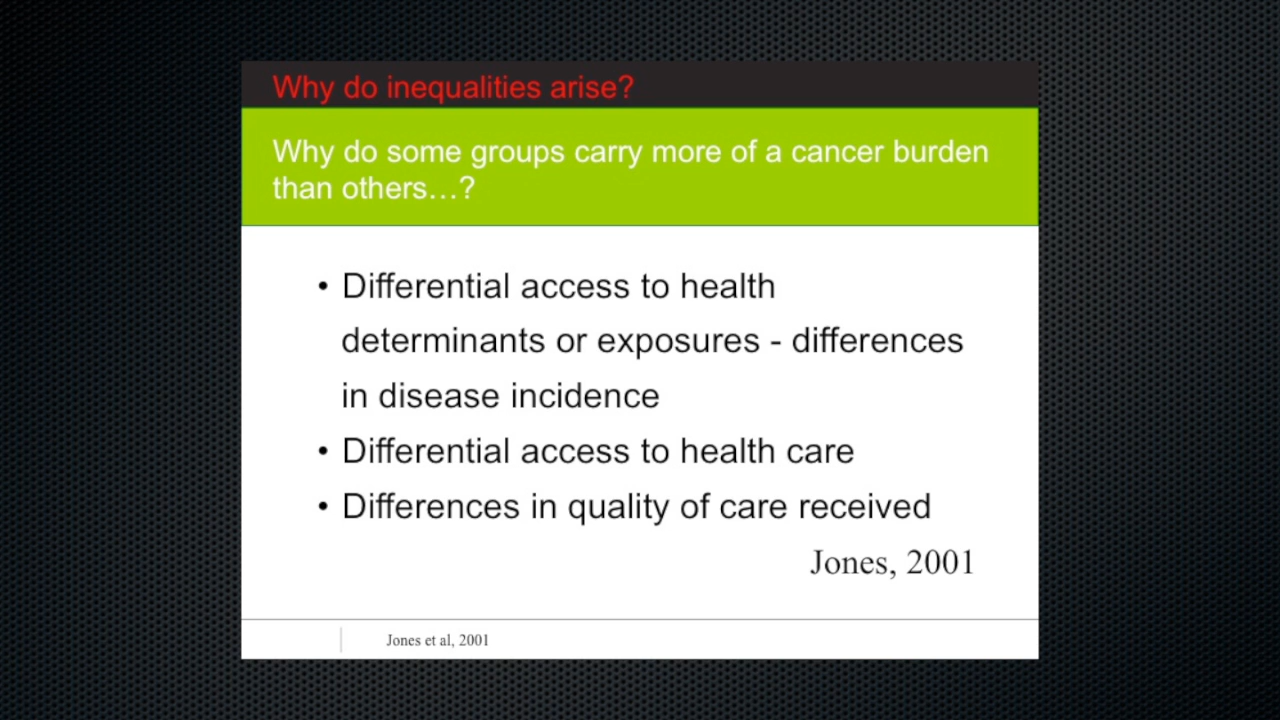 Why do inequalities arise?
Why do some groups carry more of a cancer burden
than others…?
• Differential access to health
determinants or exposures - differences
in disease incidence
• Differential access to health care
• Differences in quality of care received
Jones, 2001
Jones et al, 2001